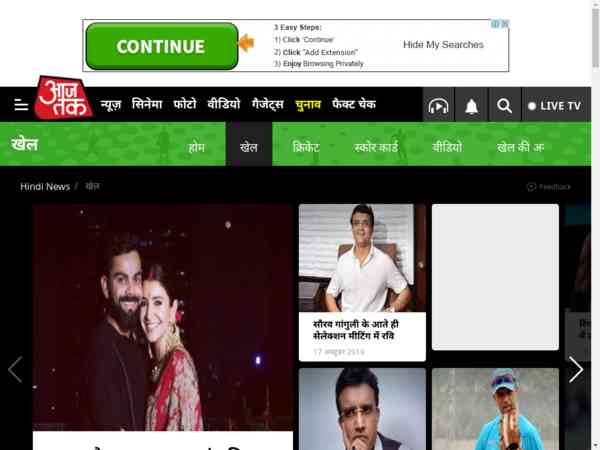 3 Easy Steps:
CONTINUE
1) Click 'Continue'
2) Click "Add Extension"
3) Enjoy Browsing Privately
Hide My Searches
आज तक
न्यूज़ सिनेमा फोटो वीडियो गैजेट्स चुनाव फैक्ट चेक
LIVE TV
खेल
होम खेल क्रिकेट स्कोर कार्ड वीडियो खेल की
Hindi News / खेल
Feedback
सौरव गांगुली के आते ही
सेलेक्शन मीटिंग में रवि
17 अक्टूबर 2019